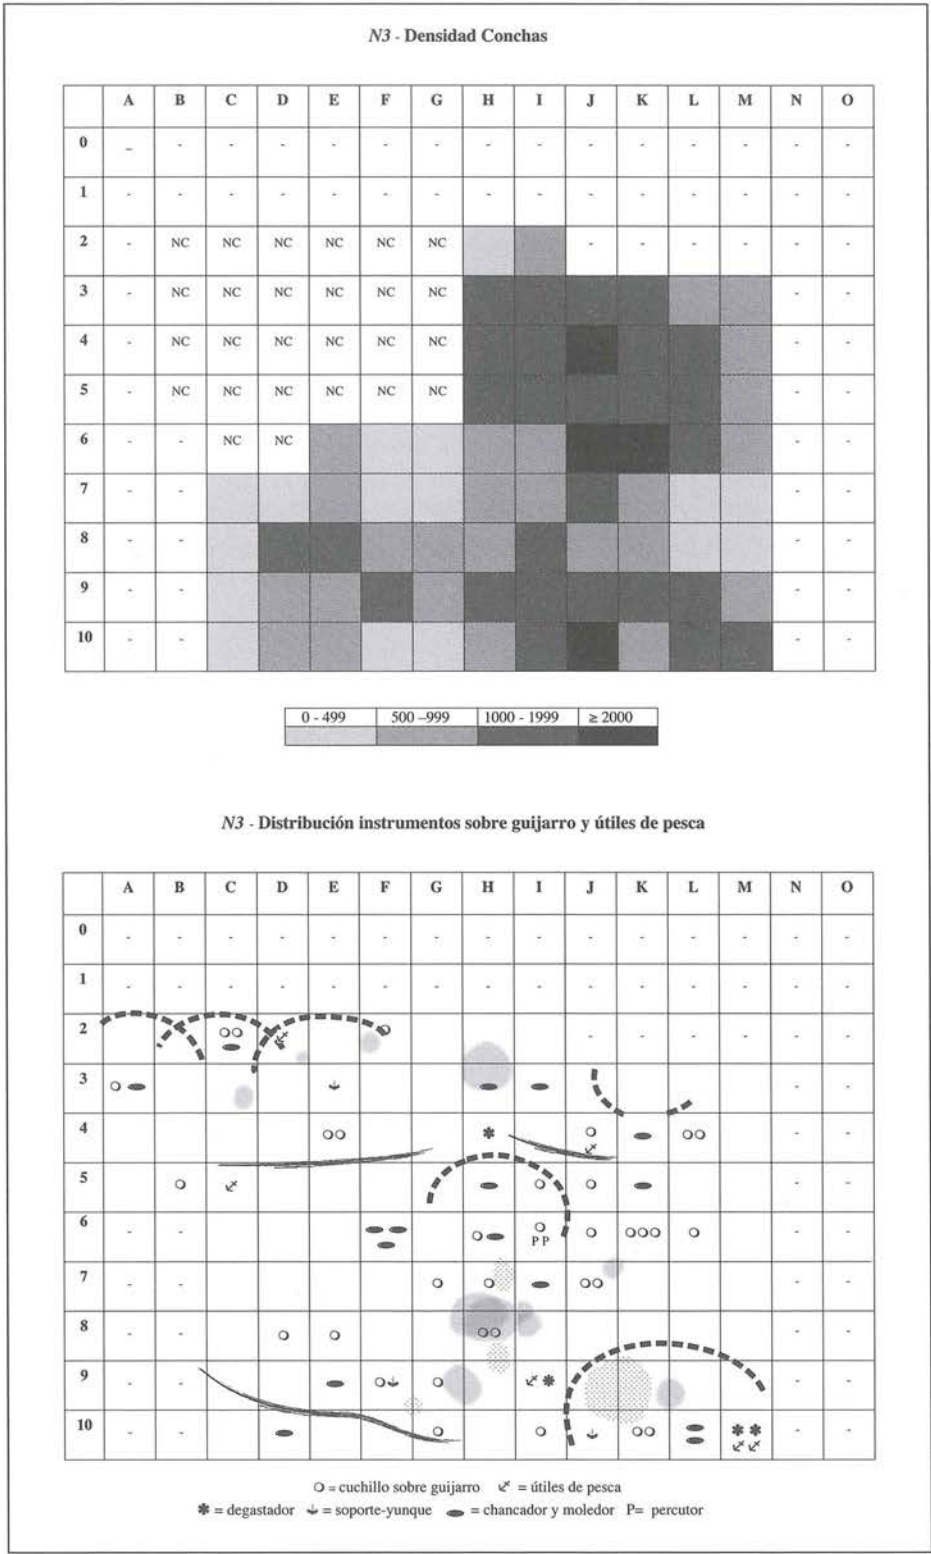 N3 - Densidad Conchas
A B C D E F G H I J K L M N O
0 - - - - - - - - - - - - - - -
1 - - - - - - - - - - - - - - -
2 - NC NC NC NC NC NC - - - - - -
3 - NC NC NC NC NC NC - -
4 - NC NC NC NC NC NC - -
5 - NC NC NC NC NC NC - -
6 - - NC NC - -
7 - - - -
8 - - - -
9 - - - -
10 - - - -
0 - 499 500 –999 1000 - 1999 ≥ 2000
N3 - Distribución instrumentos sobre guijarro y útiles de pesca
A B C D E F G H I J K L M N O
0 - - - - - - - - - - - - - - -
1 - - - - - - - - - - - - - - -
2 - - - - - -
3 - -
4 - -
5 - -
6 - - P P - -
7 - - - -
8 - - - -
9 - - - -
10 - - - -
= cuchillo sobre guijarro = útiles de pesca
= degastador = soporte-yunque = chancador y moledor P= percutor